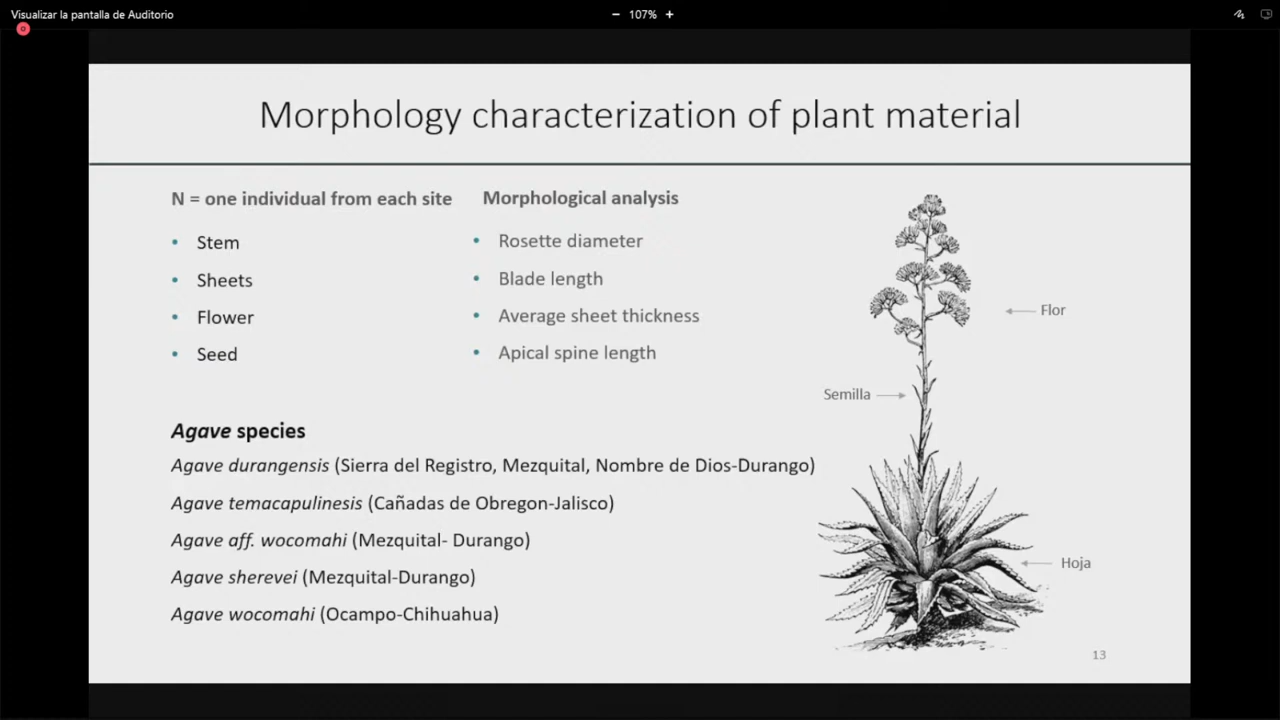 Visualizar la pantalla de Auditorio
− 107% +
Morphology characterization of plant material
N = one individual from each site
• Stem
• Sheets
• Flower
• Seed
Morphological analysis
• Rosette diameter
• Blade length
• Average sheet thickness
• Apical spine length
Flor
Semilla
Hoja
Agave species
Agave durangensis (Sierra del Registro, Mezquital, Nombre de Dios-Durango)
Agave temacapulinesis (Cañadas de Obregon-Jalisco)
Agave aff. wocomahi (Mezquital- Durango)
Agave sherevei (Mezquital-Durango)
Agave wocomahi (Ocampo-Chihuahua)
13